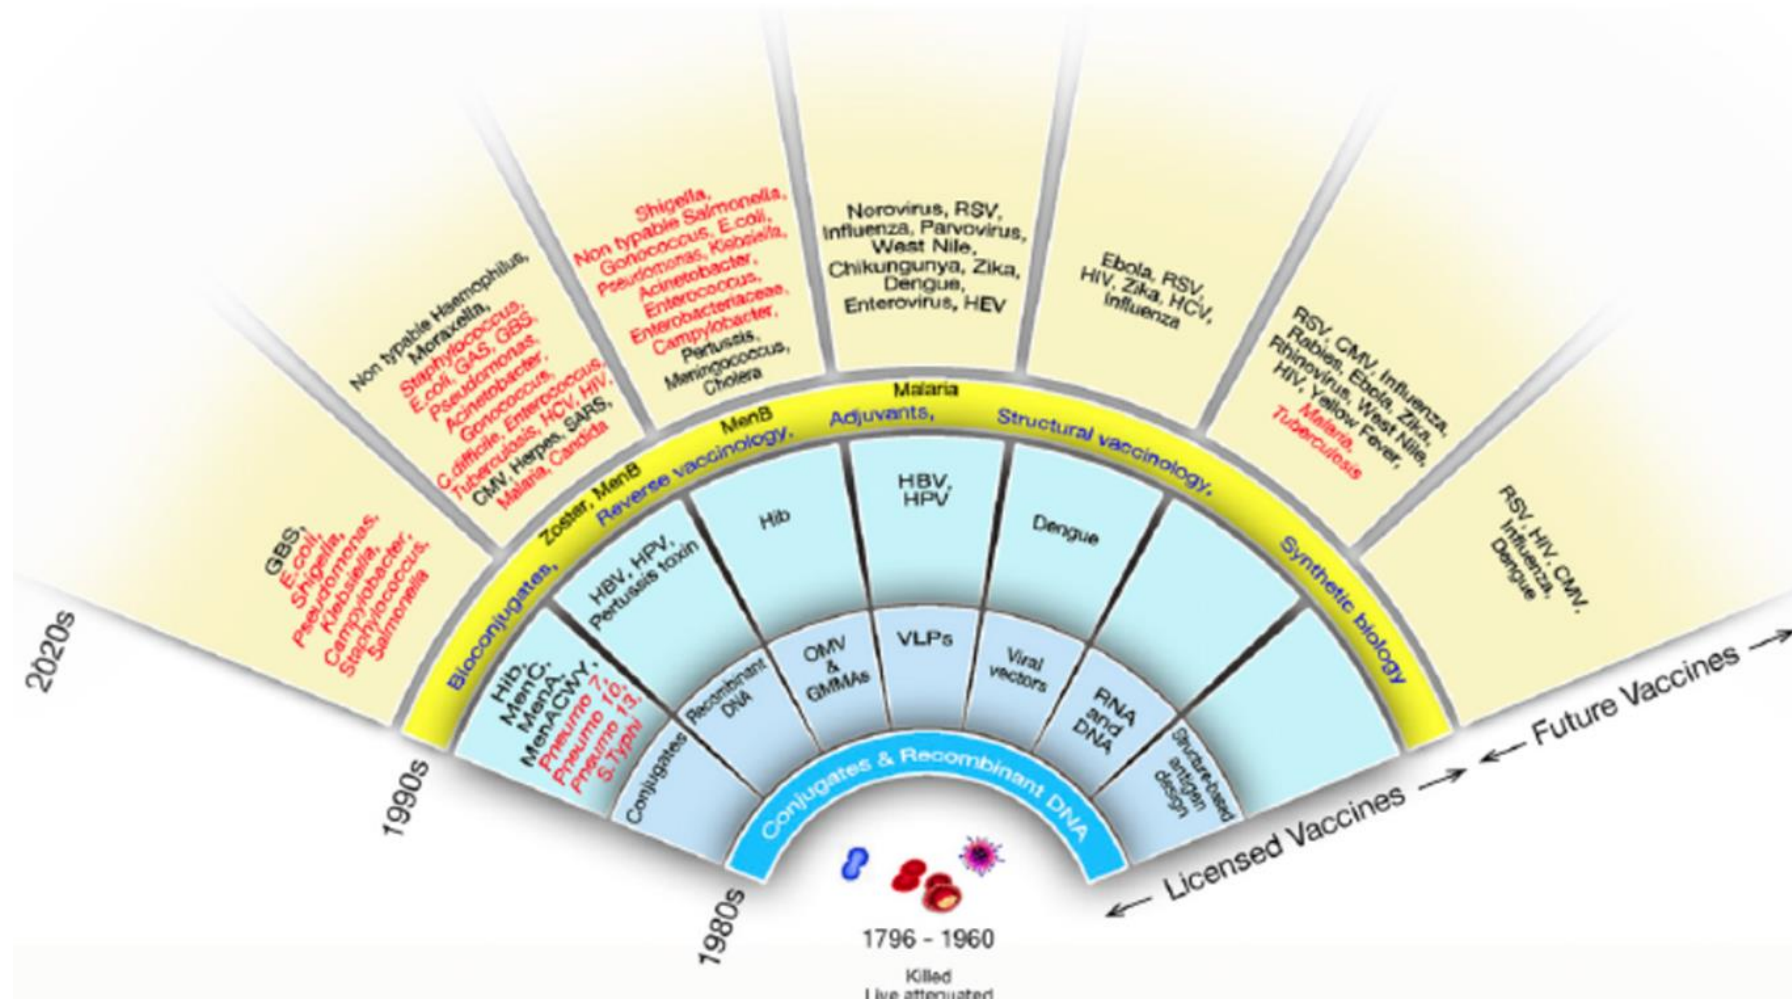 Shigella,
Non typable Salmonella,
Gonococcus, E.coli,
Pseudomonas, Klebsiella,
Acinetobacter,
Enterococcus,
Enterobacteriaceae,
Campylobacter,
Pertussis,
Meningococcus,
Cholera
Norovirus, RSV,
Influenza, Parvovirus,
West Nile,
Chikungunya, Zika,
Dengue,
Enterovirus, HEV
Ebola, RSV,
HIV, Zika, HCV,
Influenza
RSV, CMV, Influenza,
Rabies, Ebola, Zika,
Rhinovirus, West Nile,
HIV, Yellow Fever,
Malaria,
Tuberculosis
RSV, HIV, CMV,
Influenza,
Dengue
Non typable Haemophilus,
Moraxella,
Staphylococcus,
E.coli, GAS, GBS,
Pseudomonas,
Acinetobacter,
Gonococcus,
C.difficile, Enterococcus,
Tuberculosis, HCV, HIV,
CMV, Herpes, SARS,
Malaria, Candida
GBS,
E.coli,
Shigella,
Pseudomonas,
Klebsiella,
Campylobacter,
Staphylococcus,
Salmonella
Zoster, MenB
MenB
Malaria
Bioconjugates,
Reverse vaccinology,
Adjuvants,
Structural vaccinology,
Synthetic biology
Hib,
MenC,
MenA,
MenACWY,
Pneumo 7,
Pneumo 10,
Pneumo 13,
S.Typhi
HBV, HPV,
Pertussis toxin
Hib
HBV,
HPV
Dengue
Conjugates
Recombinant
DNA
OMV
&
GMMAs
VLPs
Viral
vectors
RNA
and
DNA
Structure-based
antigen
design
Conjugates & Recombinant DNA
2020s
1990s
1980s
Future Vaccines
Licensed Vaccines
1796 - 1960
Killed
Live attenuated